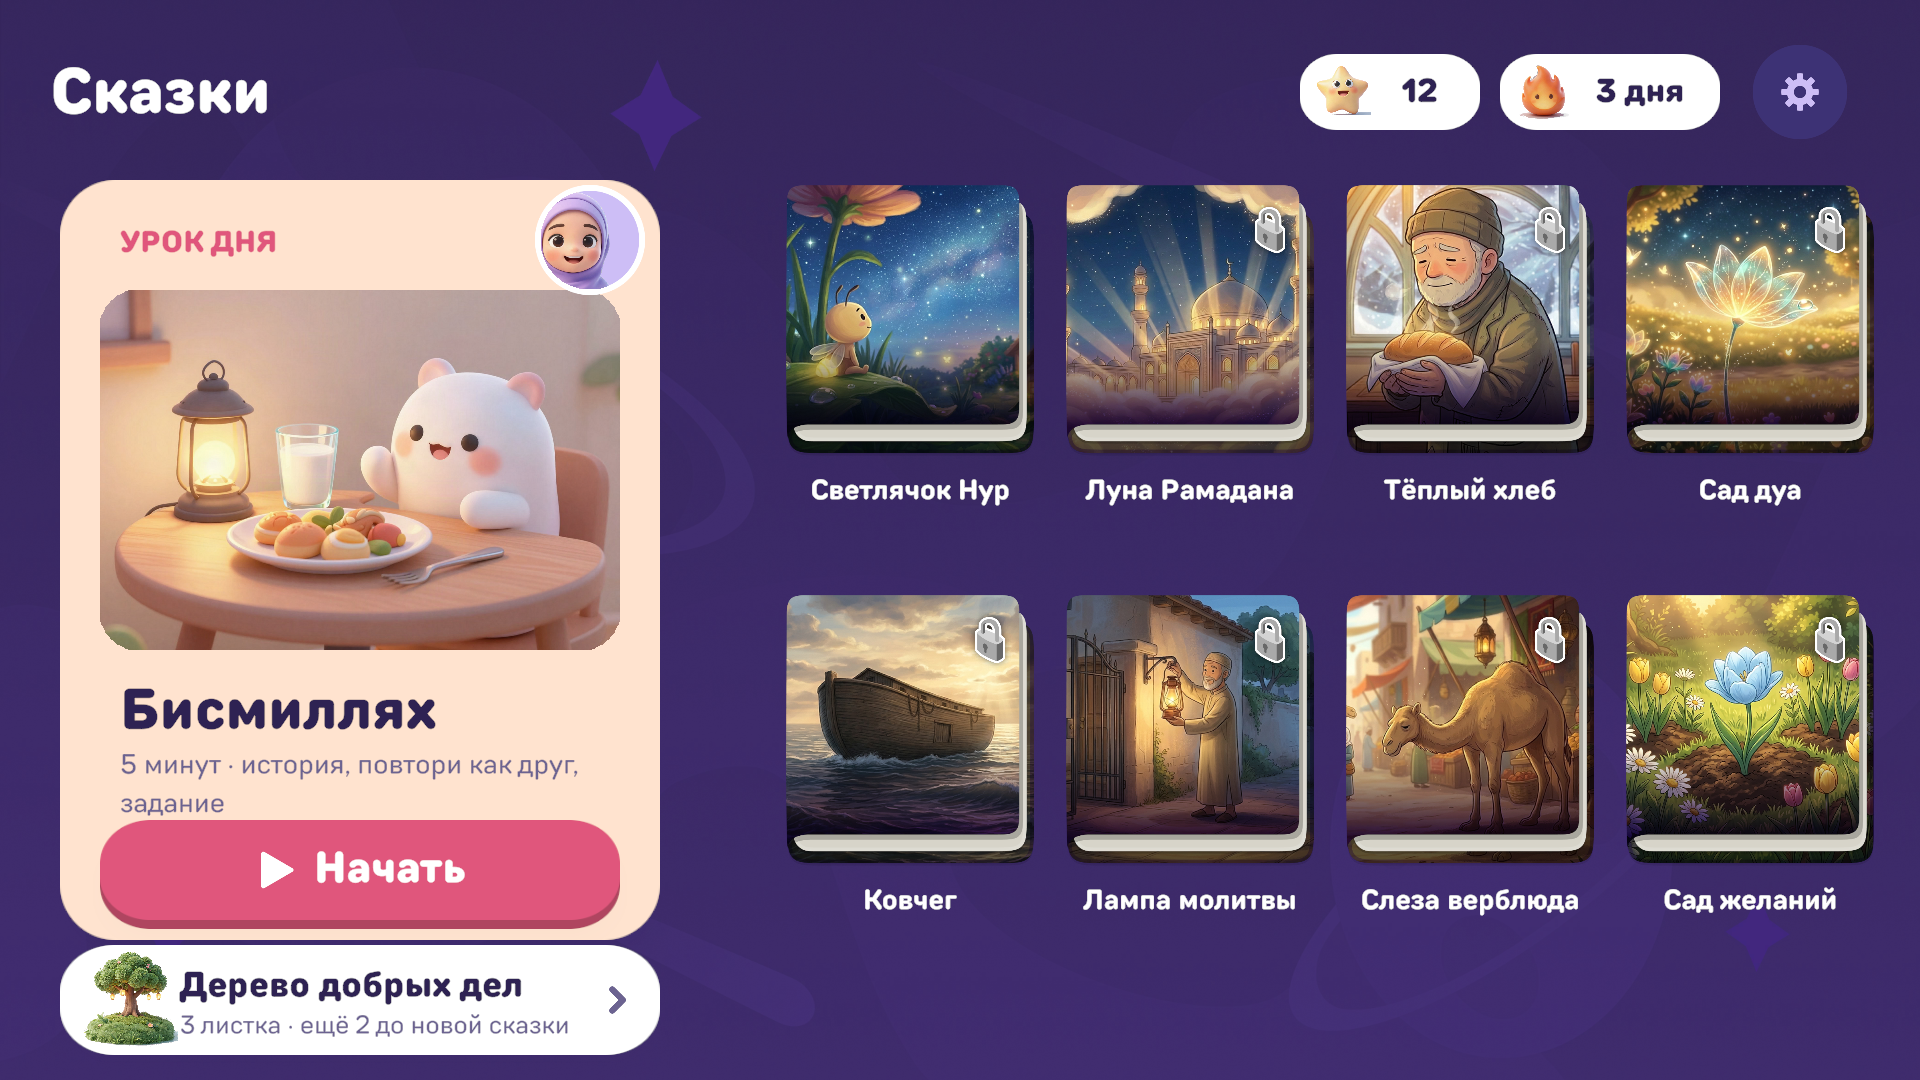 Сказки
12
3 дня
УРОК ДНЯ
Бисмиллях
5 минут · история, повтори как друг,
задание
Начать
Дерево добрых дел
3 листка · ещё 2 до новой сказки
Светлячок Нур
Луна Рамадана
Тёплый хлеб
Сад дуа
Ковчег
Лампа молитвы
Слеза верблюда
Сад желаний